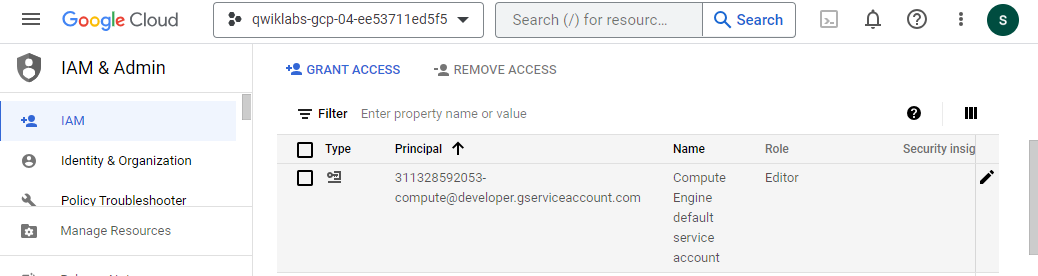 Google Cloud
qwiklabs-gcp-04-ee53711ed5f5
Search (/) for resourc...
Search
S
IAM & Admin
IAM
Identity & Organization
Policy Troubleshooter
Manage Resources
GRANT ACCESS
REMOVE ACCESS
Filter
Enter property name or value
Type
Principal
Name
Role
Security insig
311328592053-
compute@developer.gserviceaccount.com
Compute
Engine
default
service
account
Editor